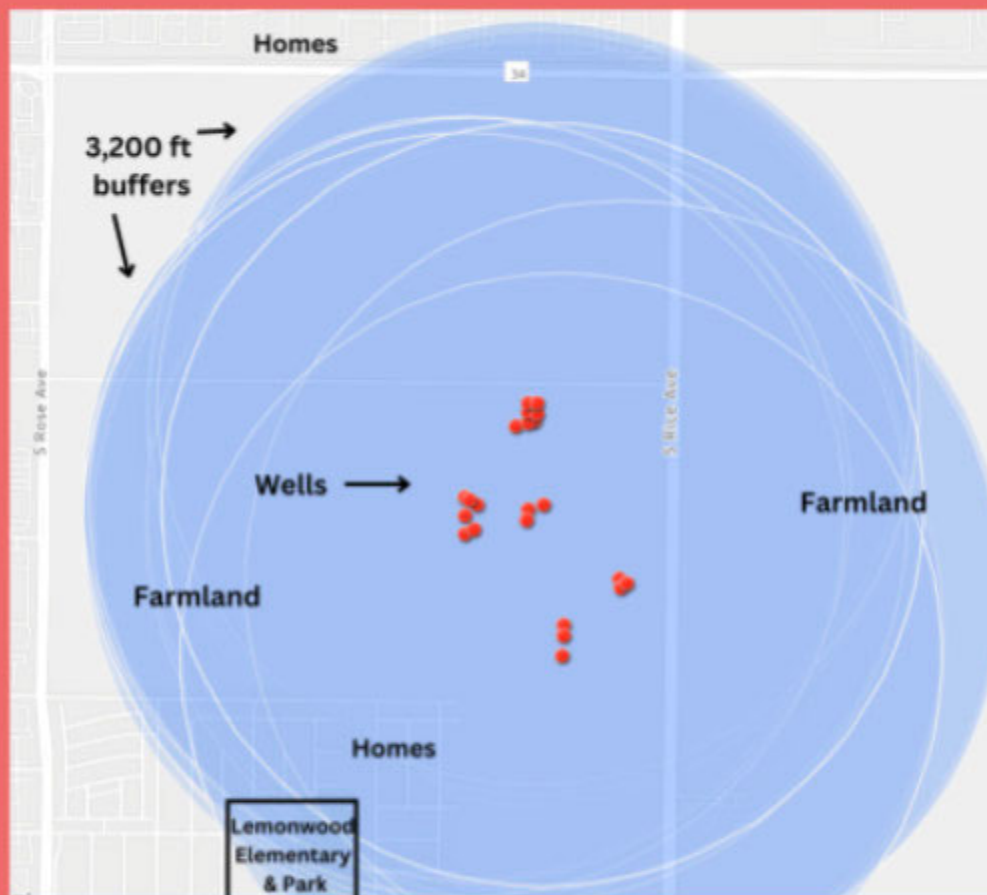 Homes
34
3,200 ft
buffers
S Rose Ave
S Rice Ave
Wells
Farmland
Farmland
Homes
Lemonwood
Elementary
& Park